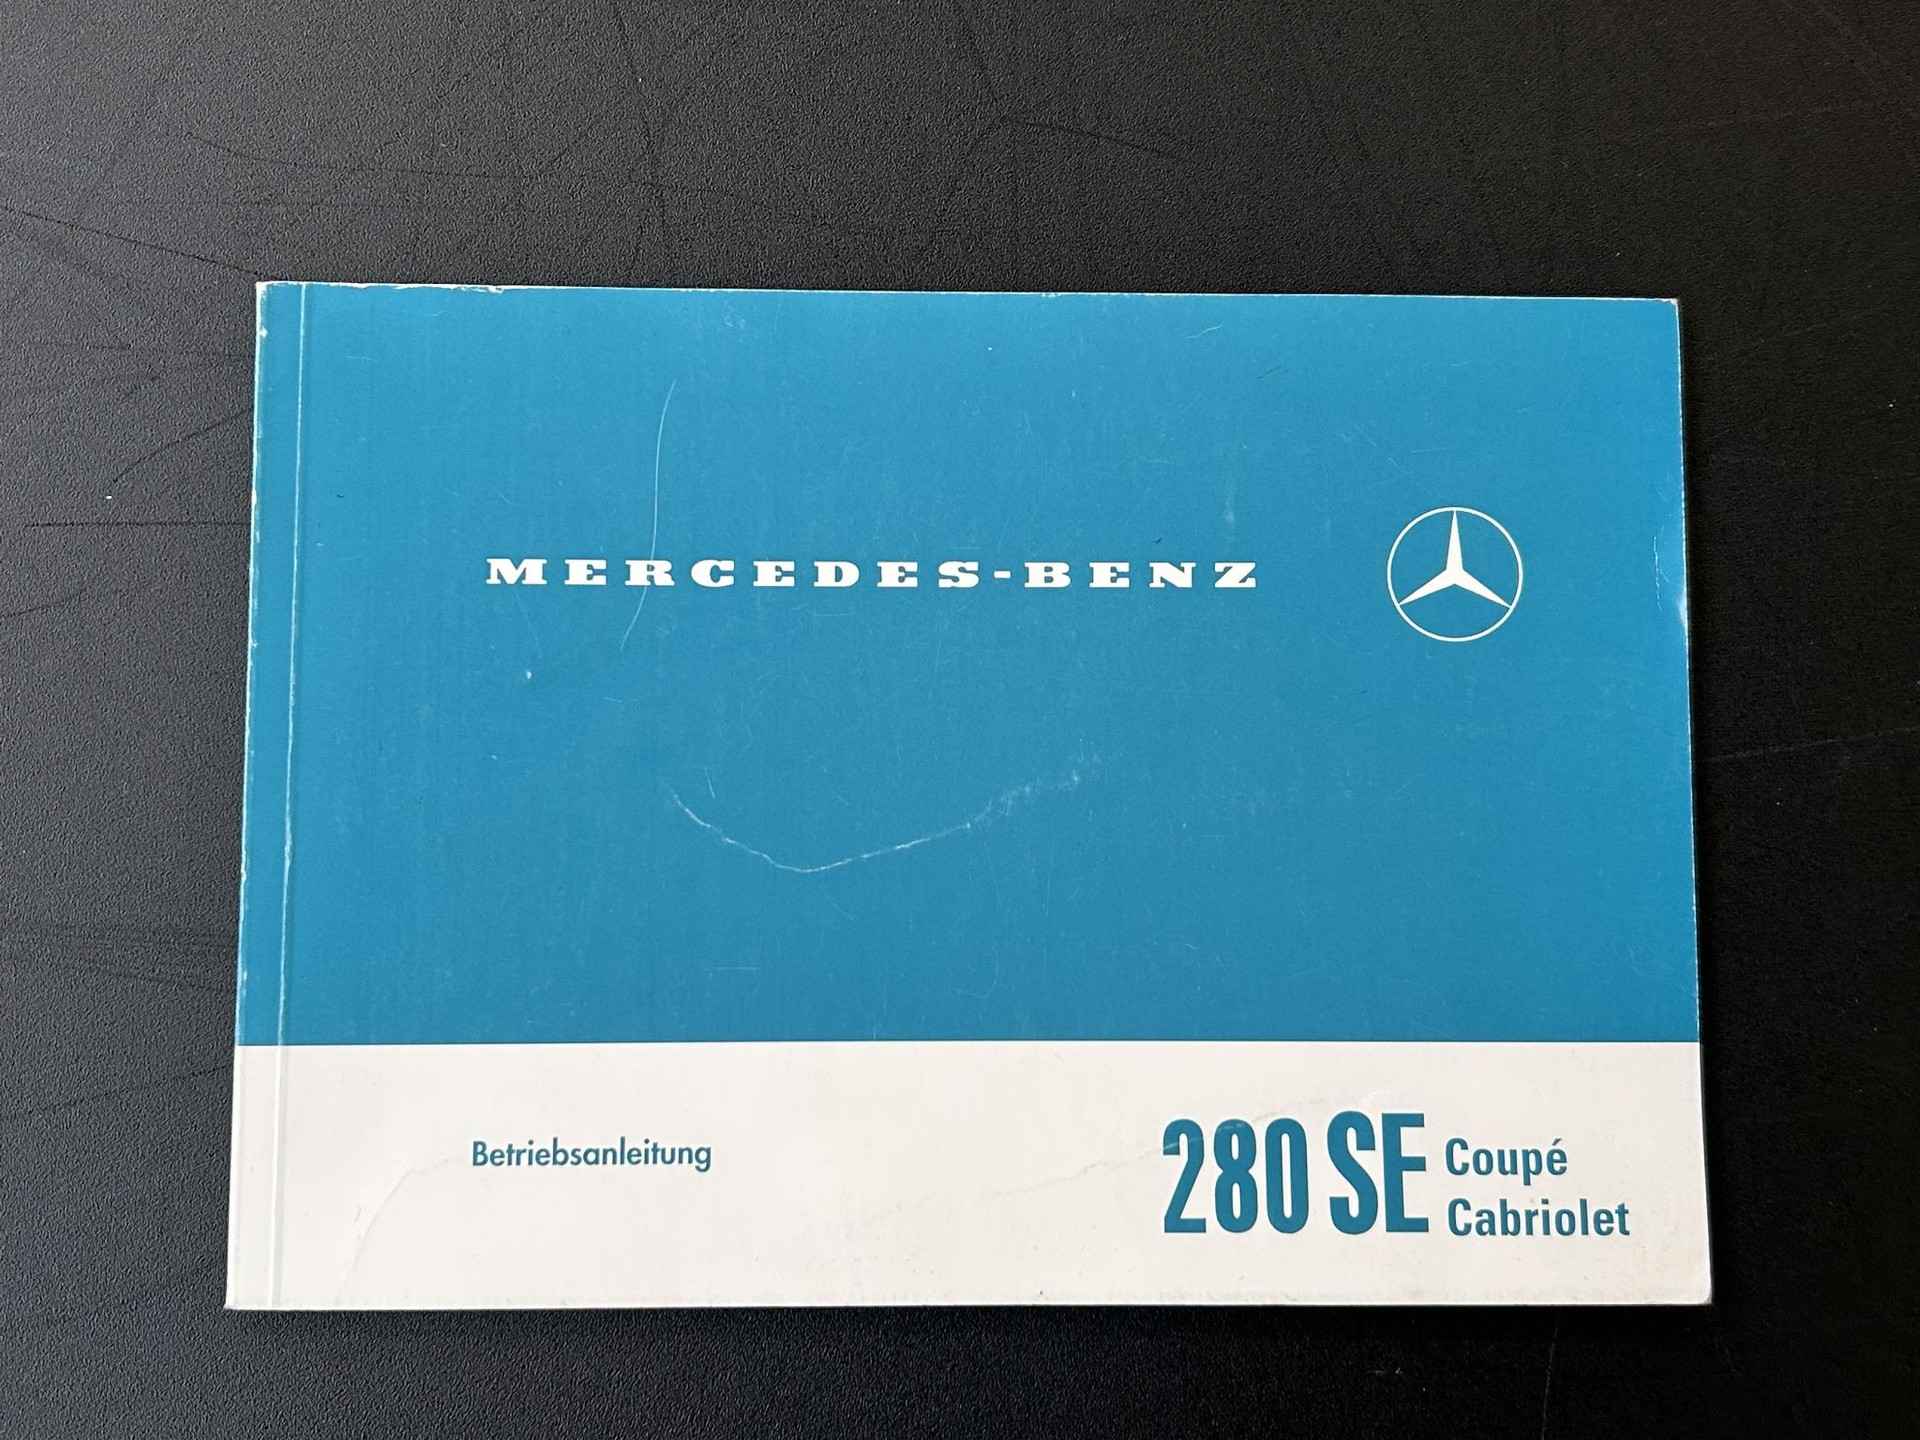 MERCEDES-BENZ
Betriebsanleitung
280 SE Coupé
Cabriolet